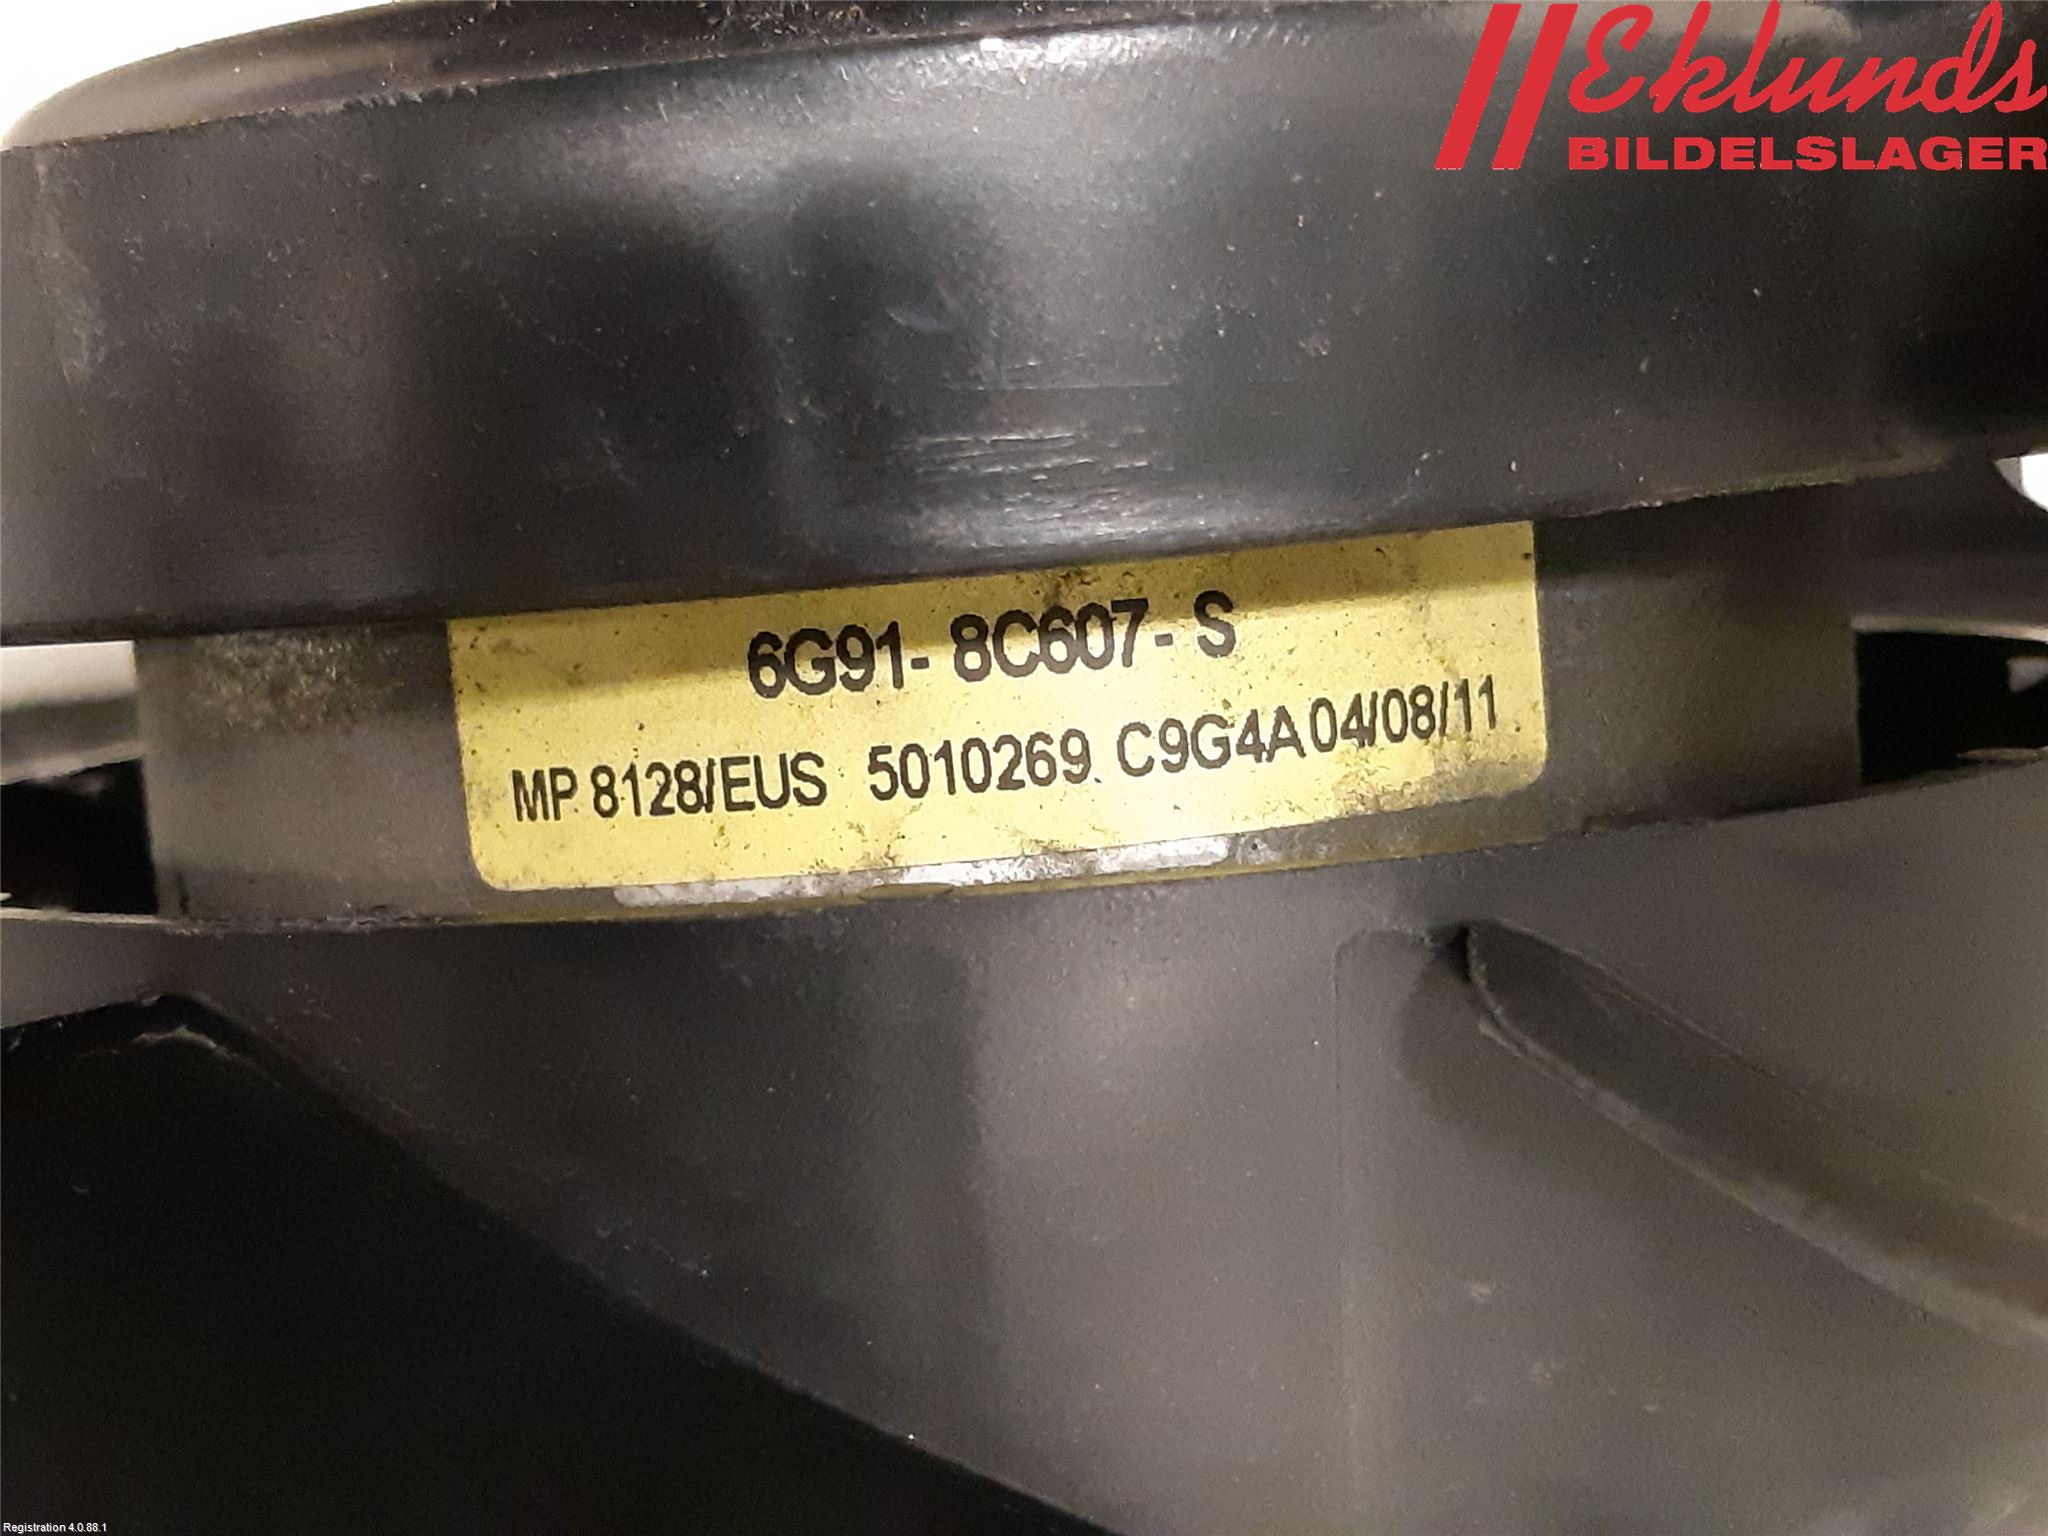 Eklunds
BILDELSLAGER
6G91- 8C607- S
MP 8128/EUS 5010269 C9G4A 04/08/11
Registration 4.0.88.1